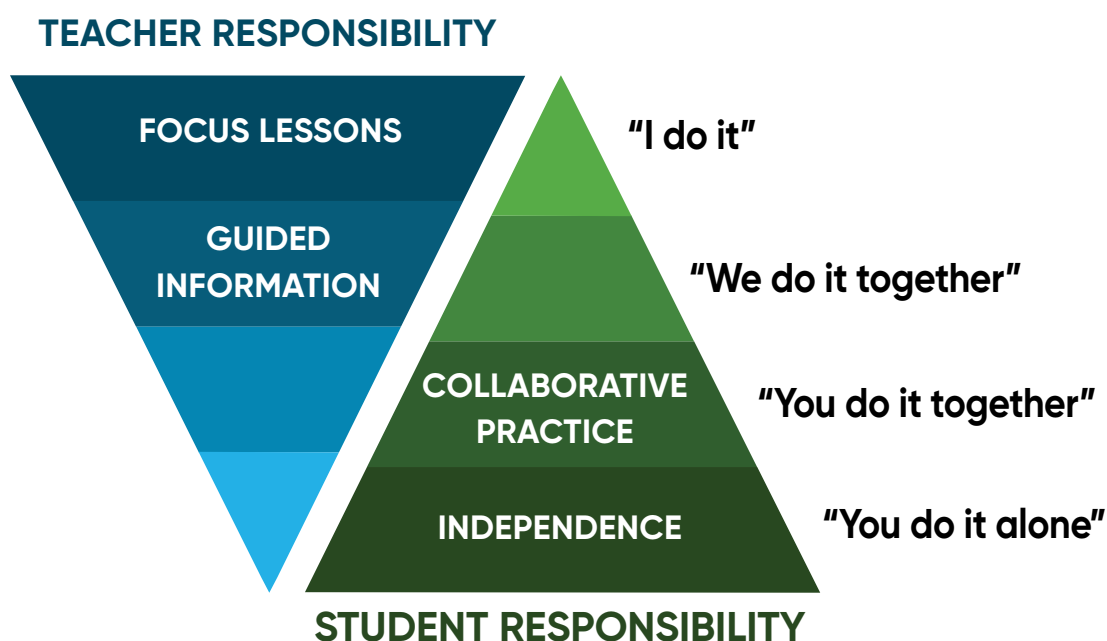 TEACHER RESPONSIBILITY
FOCUS LESSONS
“I do it”
GUIDED
INFORMATION
“We do it together”
COLLABORATIVE
PRACTICE
“You do it together”
INDEPENDENCE
“You do it alone”
STUDENT RESPONSIBILITY